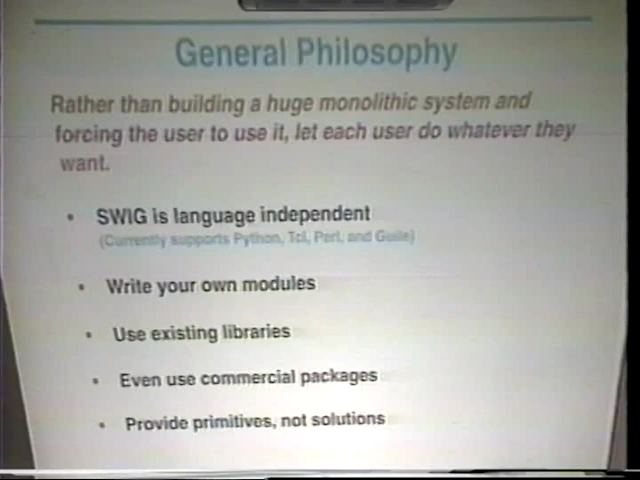 General Philosophy
Rather than building a huge monolithic system and
forcing the user to use it, let each user do whatever they
want.
• SWIG is language independent
(Currently supports Python, Tcl, Perl, and Guile)
• Write your own modules
• Use existing libraries
• Even use commercial packages
• Provide primitives, not solutions